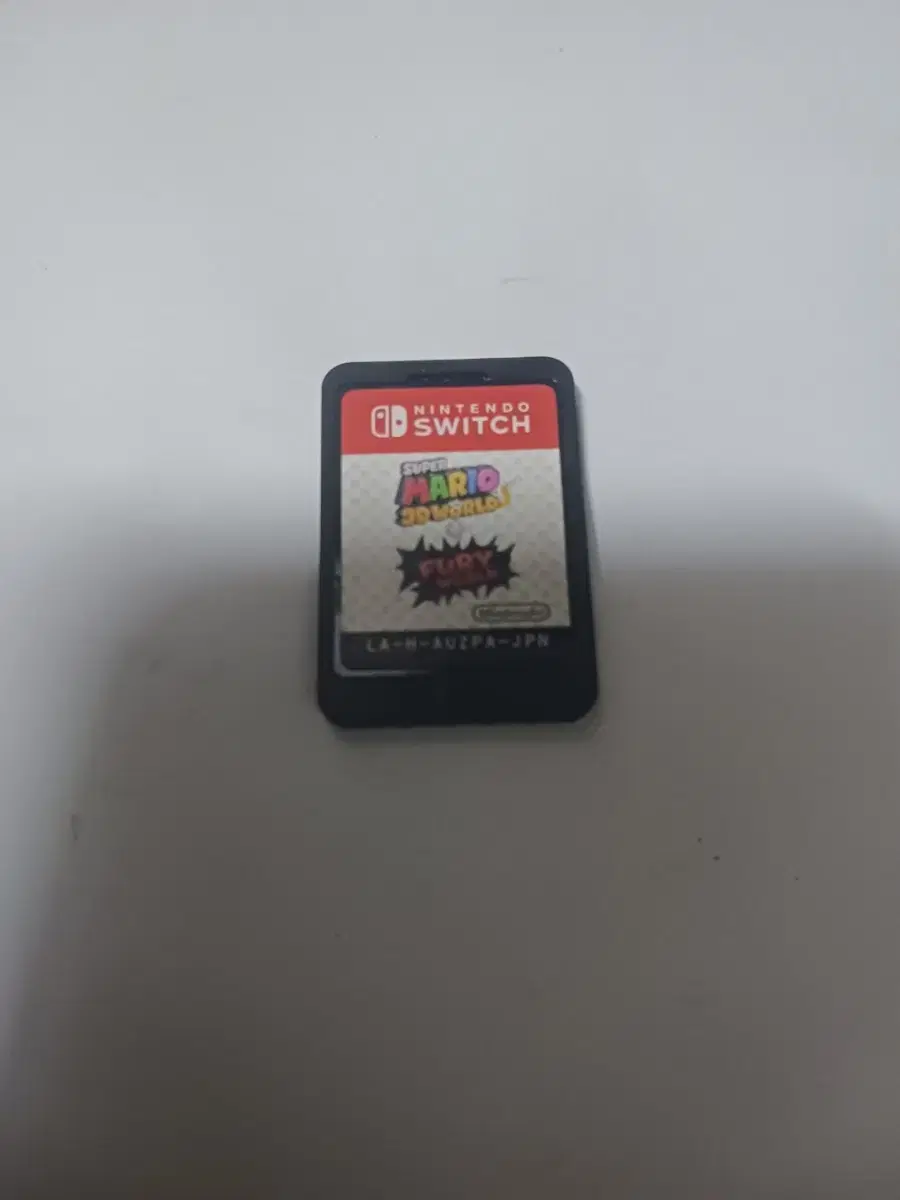 NINTENDO
SWITCH
SUPER
MARIO
3D WORLD
FURY
Nintendo
LA-H-AUZPA-JPN